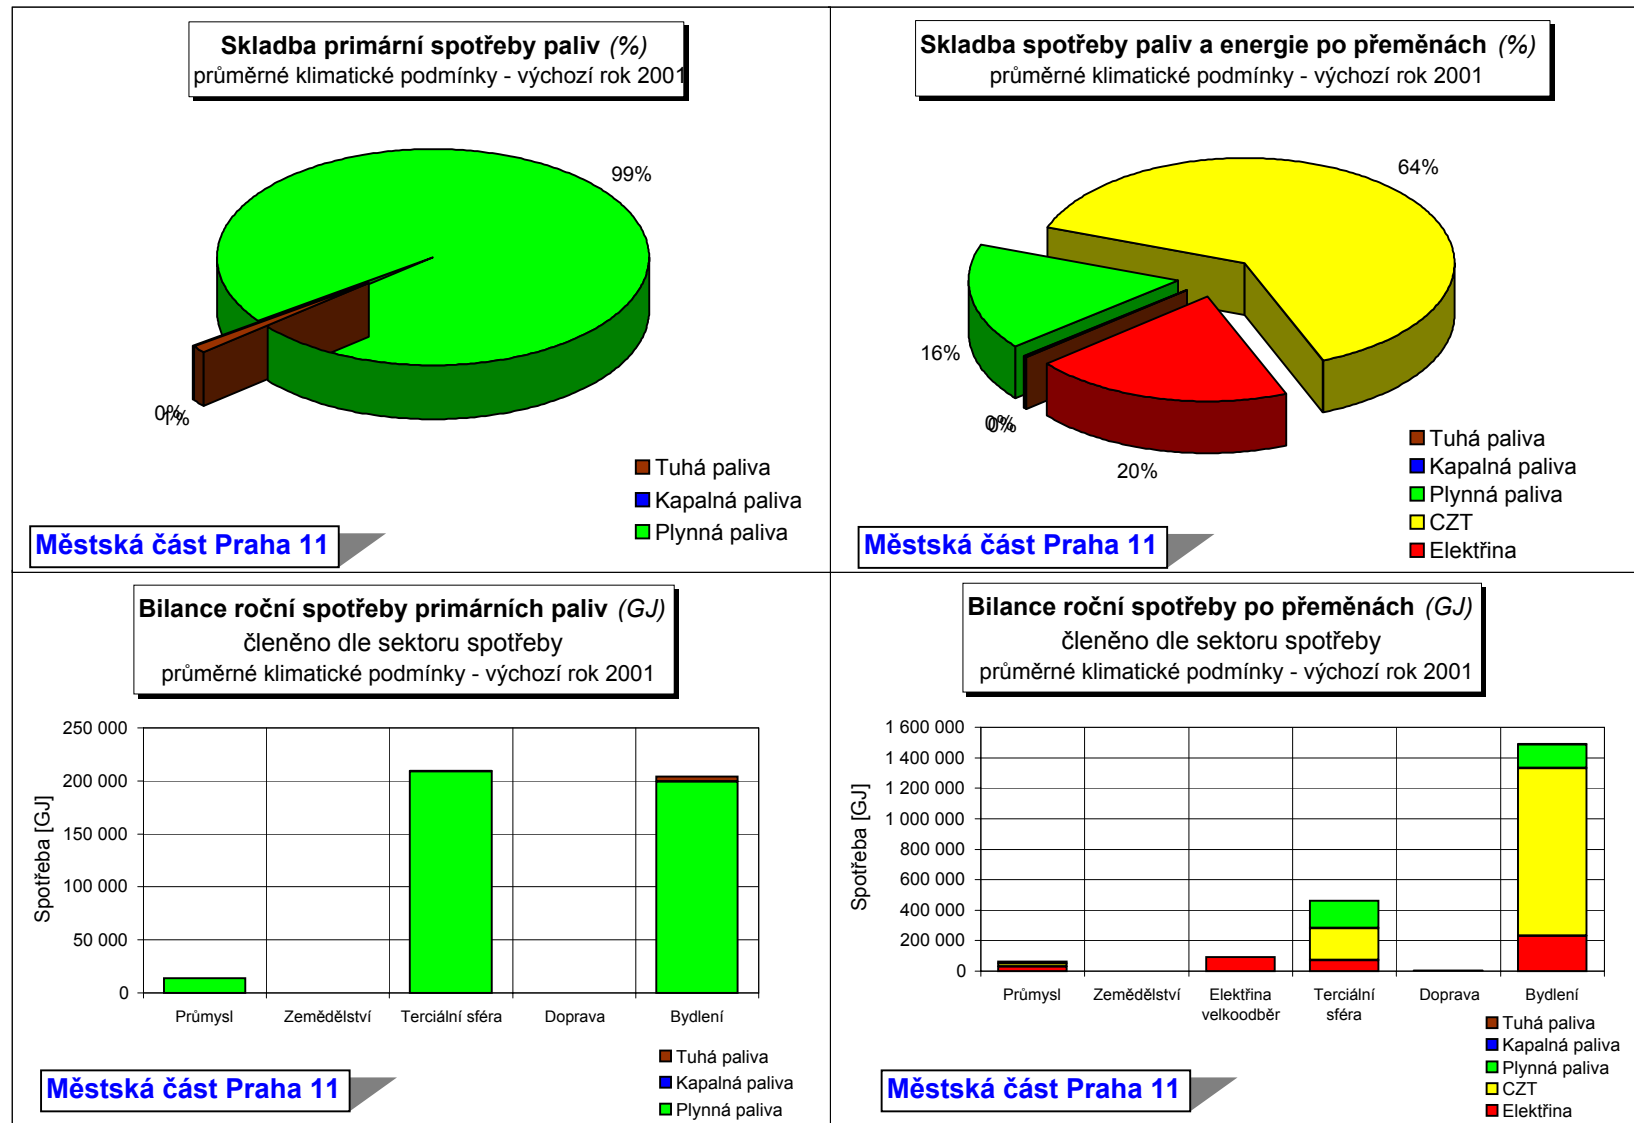 Skladba primární spotřeby paliv (%)
průměrné klimatické podmínky - výchozí rok 2001
99%
0%
1%
Tuhá paliva
Kapalná paliva
Plynná paliva
Městská část Praha 11
Skladba spotřeby paliv a energie po přeměnách (%)
průměrné klimatické podmínky - výchozí rok 2001
64%
16%
0%
0%
20%
Tuhá paliva
Kapalná paliva
Plynná paliva
CZT
Elektřina
Městská část Praha 11
Bilance roční spotřeby primárních paliv (GJ)
členěno dle sektoru spotřeby
průměrné klimatické podmínky - výchozí rok 2001
Spotřeba [GJ]
250 000
200 000
150 000
100 000
50 000
0
Průmysl Zemědělství Terciální sféra Doprava Bydlení
Tuhá paliva
Kapalná paliva
Plynná paliva
Městská část Praha 11
Bilance roční spotřeby po přeměnách (GJ)
členěno dle sektoru spotřeby
průměrné klimatické podmínky - výchozí rok 2001
Spotřeba [GJ]
1 600 000
1 400 000
1 200 000
1 000 000
800 000
600 000
400 000
200 000
0
Průmysl Zemědělství Elektřina Terciální Doprava Bydlení
velkoodběr sféra
Tuhá paliva
Kapalná paliva
Plynná paliva
CZT
Elektřina
Městská část Praha 11